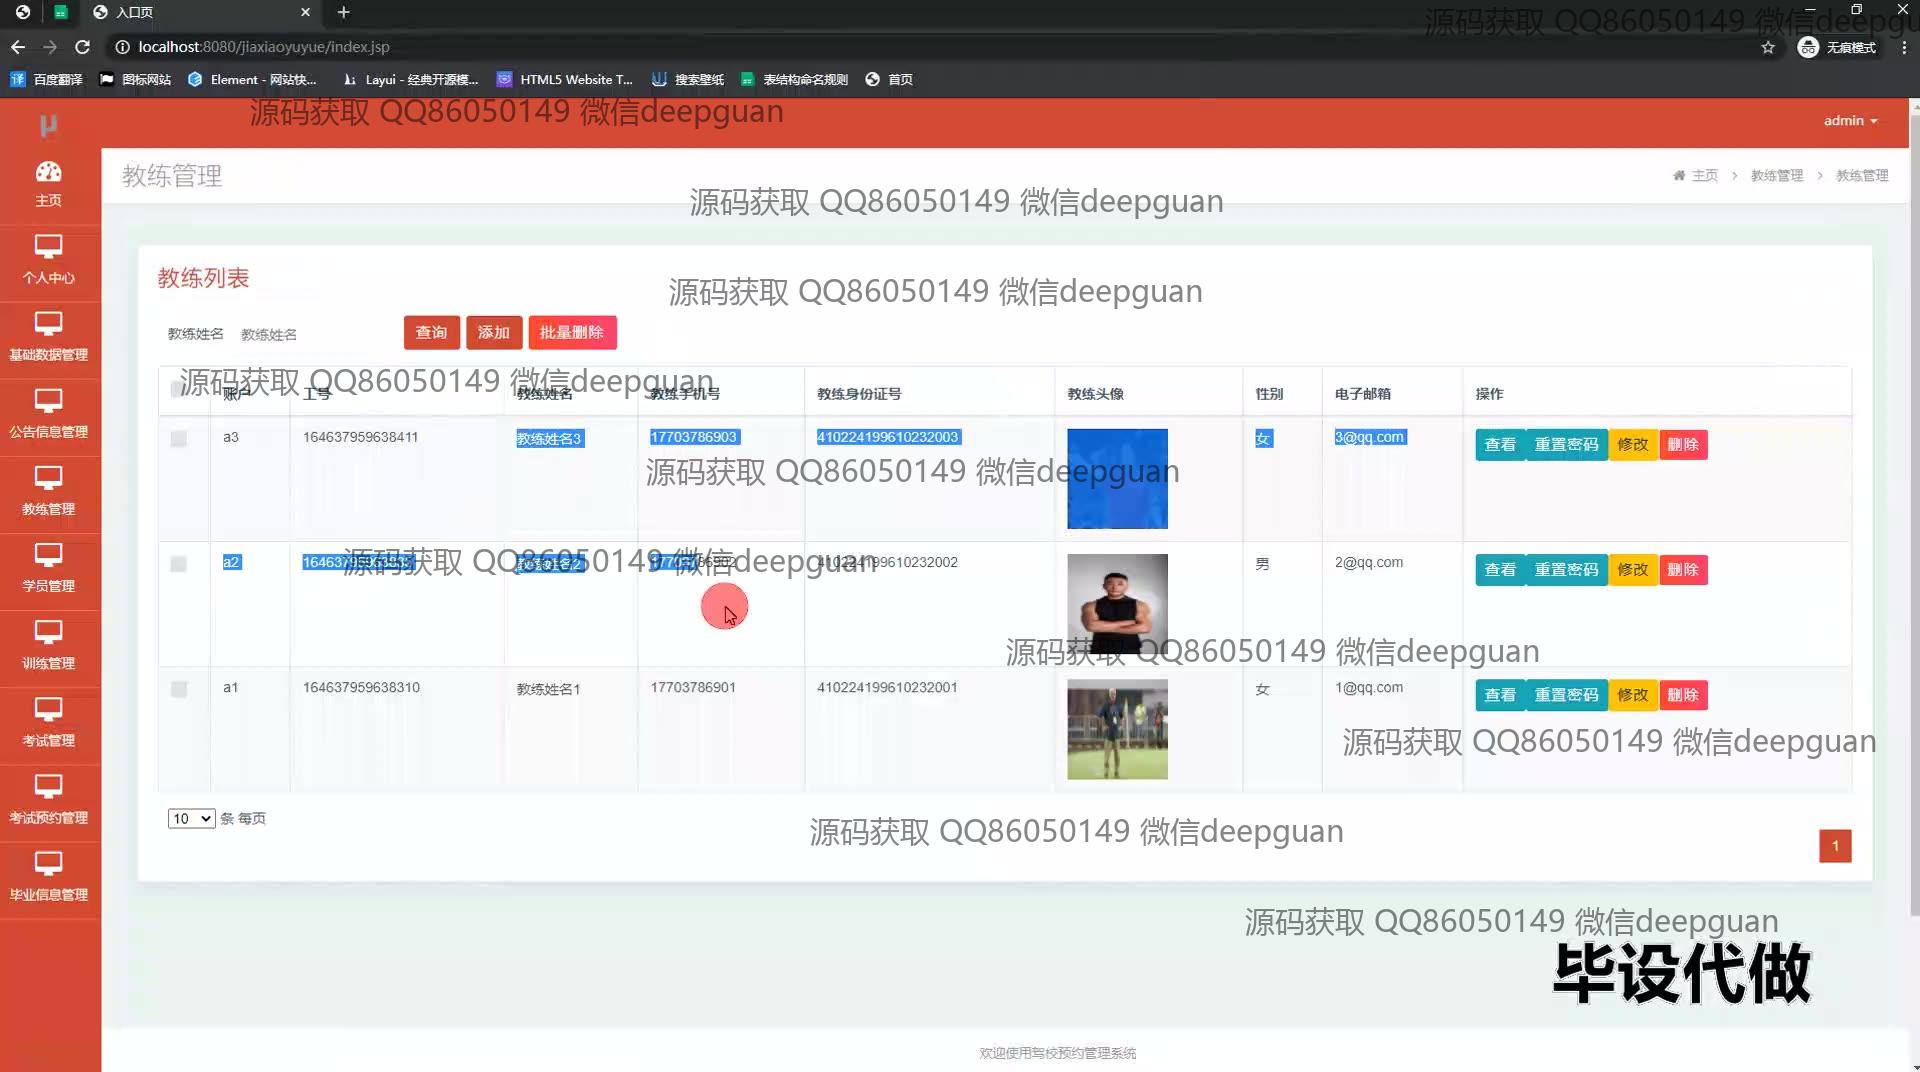 入口页
localhost:8080/jiaxiaoyuyue/index.jsp
无痕模式
百度翻译 图标网站 Element - 网站快... Layui - 经典开源模... HTML5 Website T... 搜索壁纸 表结构命名规则 首页
源码获取 QQ86050149 微信deepgu
源码获取 QQ86050149 微信deepguan
admin
教练管理
主页 > 教练管理 > 教练管理
源码获取 QQ86050149 微信deepguan
主页
个人中心
基础数据管理
公告信息管理
教练管理
学员管理
训练管理
考试管理
考试预约管理
毕业信息管理
教练列表
源码获取 QQ86050149 微信deepguan
教练姓名 教练姓名 查询 添加 批量删除
源码获取 QQ86050149 微信deepguan
账户 工号 教练姓名 教练手机号 教练身份证号 教练头像 性别 电子邮箱 操作
a3 164637959638411 教练姓名3 17703786903 410224199610232003 女 3@qq.com 查看 重置密码 修改 删除
源码获取 QQ86050149 微信deepguan
a2 教练姓名2 17703786902 410224199610232002 男 2@qq.com 查看 重置密码 修改 删除
源码获取 QQ86050149 微信deepguan
源码获取 QQ86050149 微信deepguan
a1 164637959638310 教练姓名1 17703786901 410224199610232001 女 1@qq.com 查看 重置密码 修改 删除
源码获取 QQ86050149 微信deepguan
10 条 每页
源码获取 QQ86050149 微信deepguan
1
源码获取 QQ86050149 微信deepguan
毕设代做
欢迎使用驾校预约管理系统